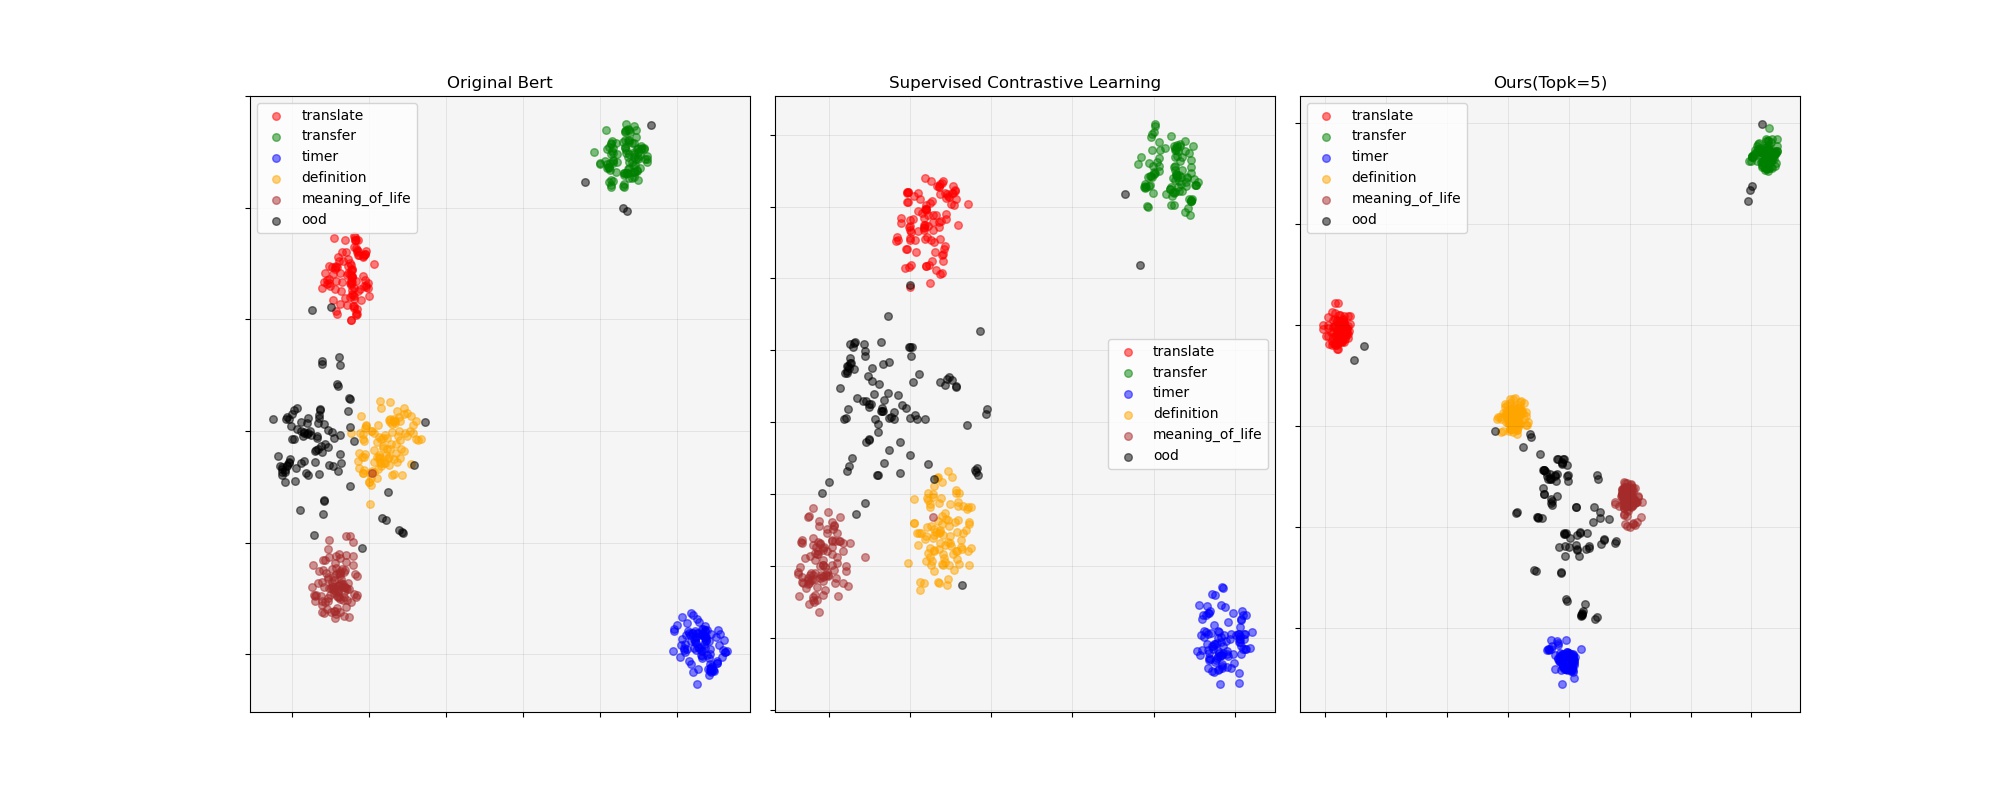 Original Bert
translate
transfer
timer
definition
meaning_of_life
ood
Supervised Contrastive Learning
translate
transfer
timer
definition
meaning_of_life
ood
Ours(Topk=5)
translate
transfer
timer
definition
meaning_of_life
ood